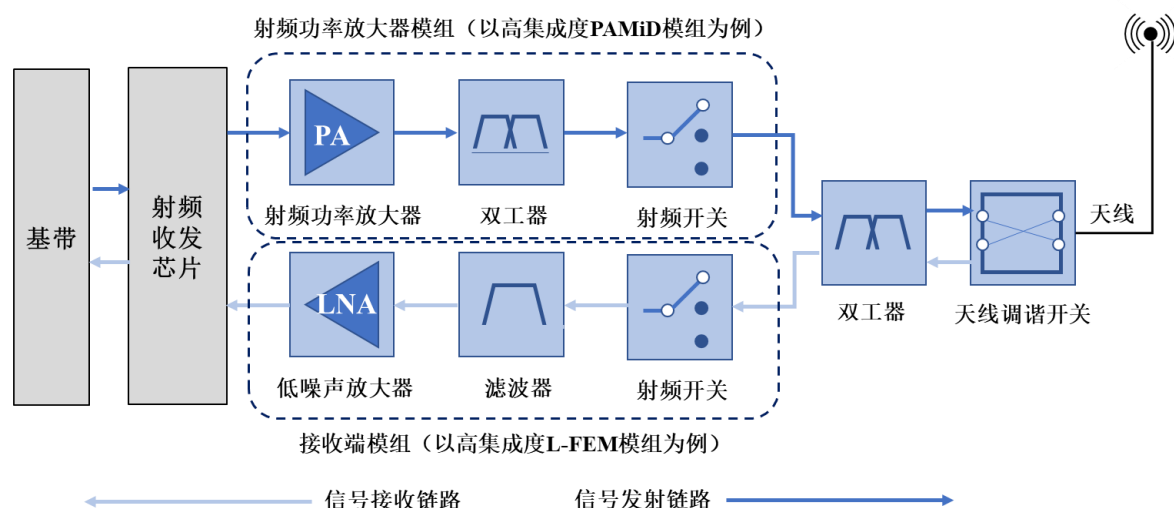 射频功率放大器模组（以高集成度PAMiD模组为例）
PA
射频功率放大器
双工器
射频开关
基带
射频
收发
芯片
天线
双工器
天线调谐开关
LNA
低噪声放大器
滤波器
射频开关
接收端模组（以高集成度L-FEM模组为例）
信号接收链路
信号发射链路